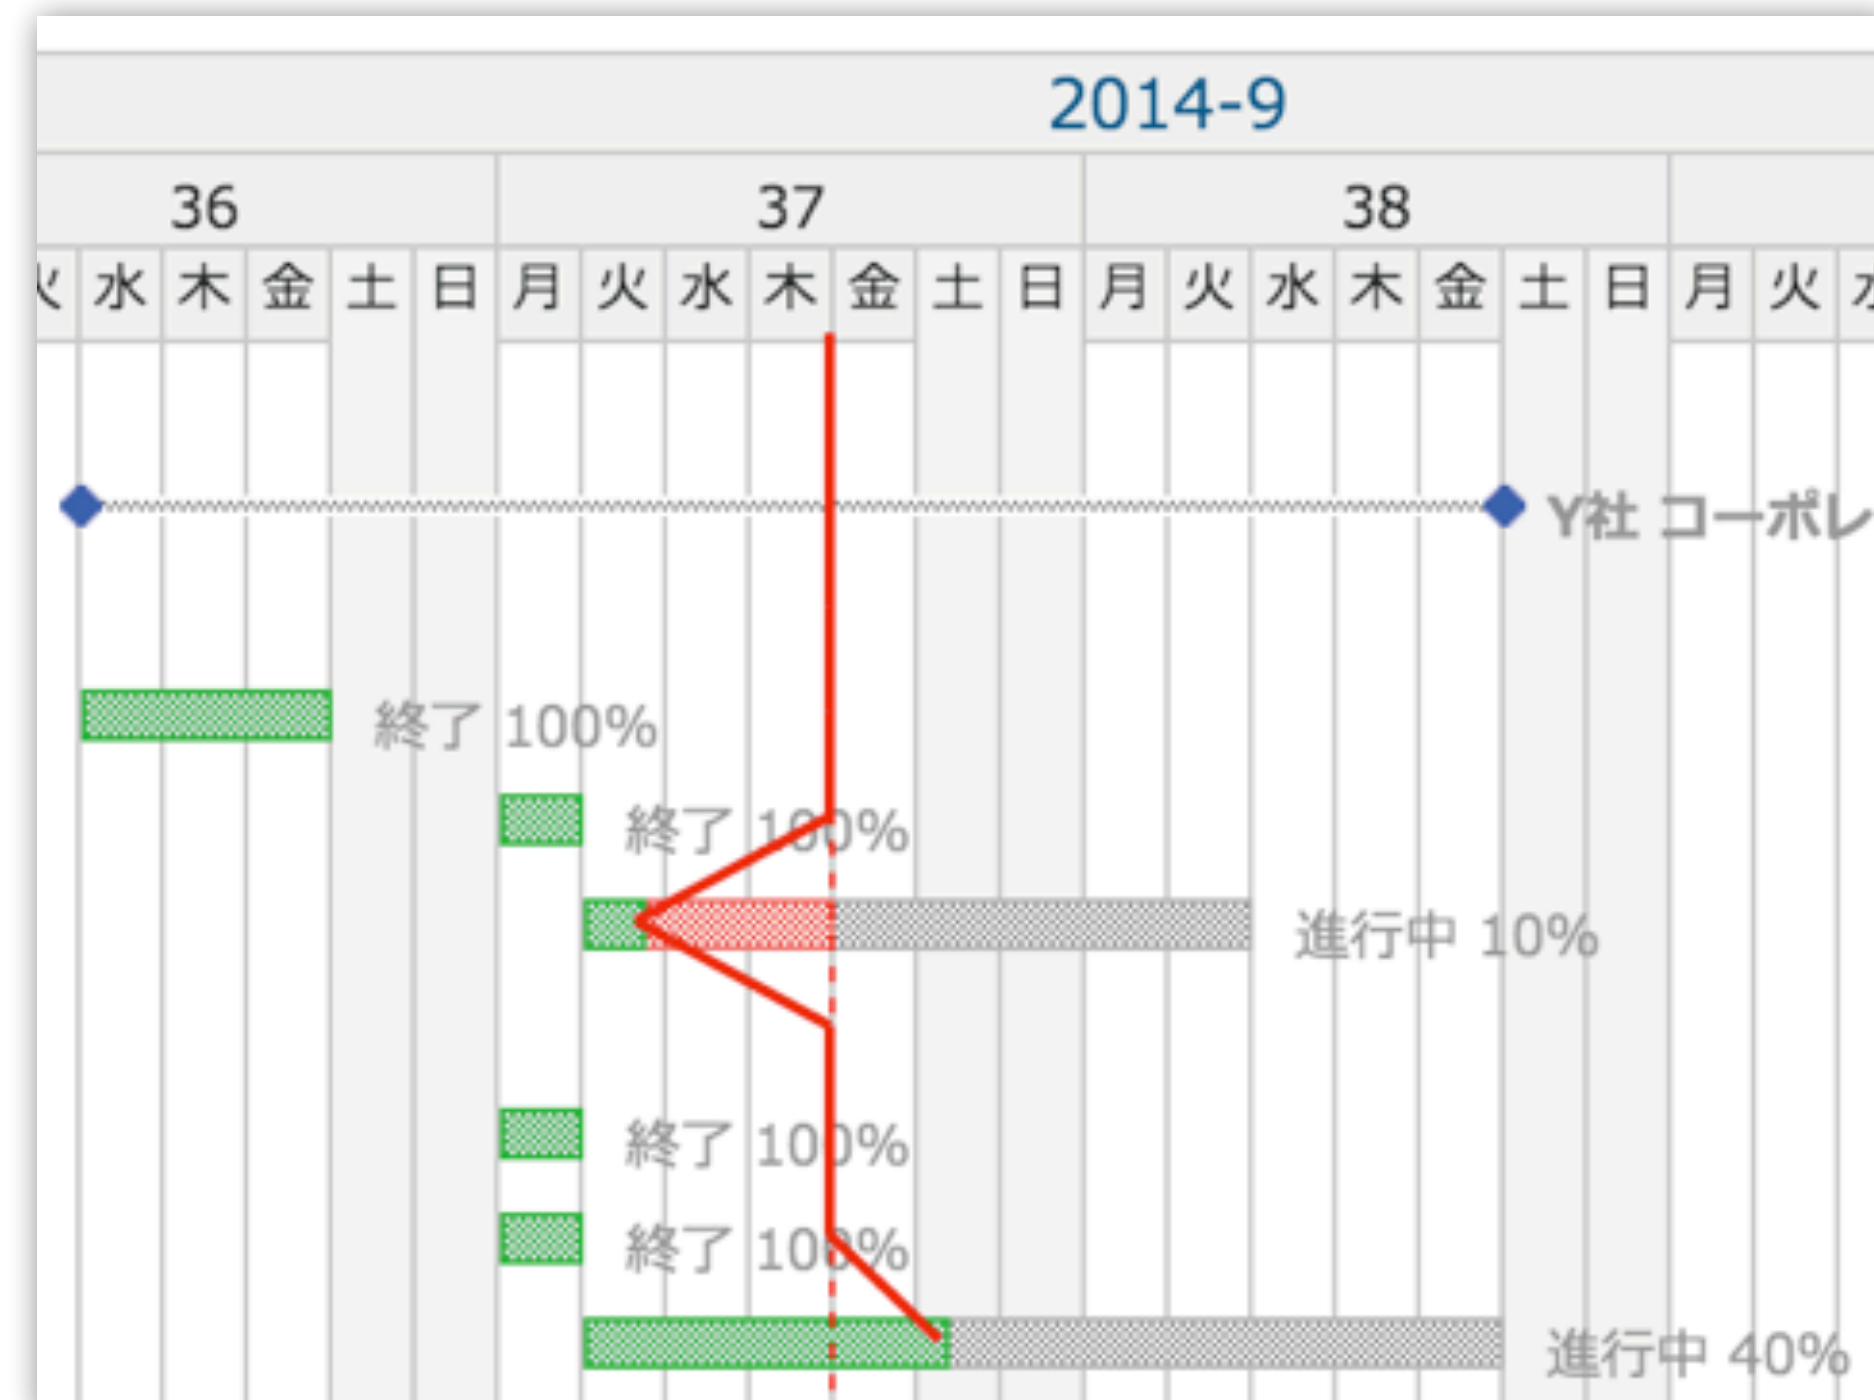 2014-9
36 37 38
火 水 木 金 土 日 月 火 水 木 金 土 日 月 火 水 木 金 土 日 月 火 水
Y社 コーポレ
終了 100%
終了 100%
進行中 10%
終了 100%
終了 100%
進行中 40%